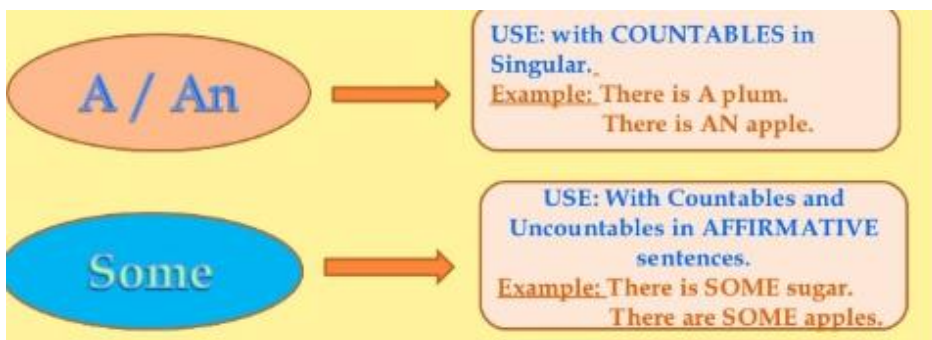 A / An
USE: with COUNTABLES in
Singular.
Example: There is A plum.
There is AN apple.
Some
USE: With Countables and
Uncountables in AFFIRMATIVE
sentences.
Example: There is SOME sugar.
There are SOME apples.